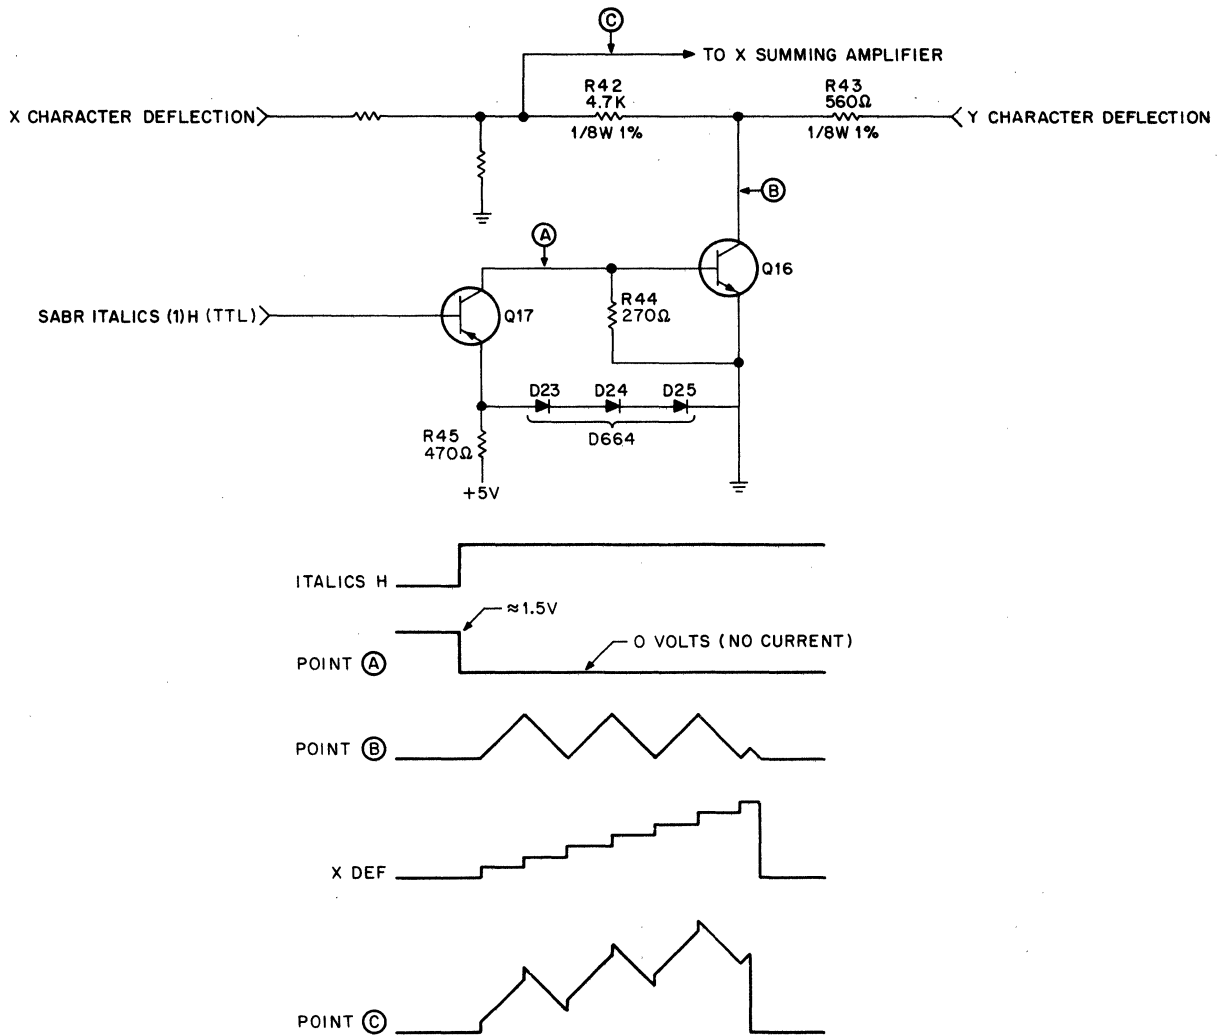 C
TO X SUMMING AMPLIFIER
R42
4.7K
1/8W 1%
R43
560Ω
1/8W 1%
X CHARACTER DEFLECTION
Y CHARACTER DEFLECTION
B
A
Q16
R44
270Ω
SABR ITALICS (1) H (TTL)
Q17
D23 D24 D25
D664
R45
470Ω
+5V
ITALICS H
≈1.5V
0 VOLTS (NO CURRENT)
POINT A
POINT B
X DEF
POINT C